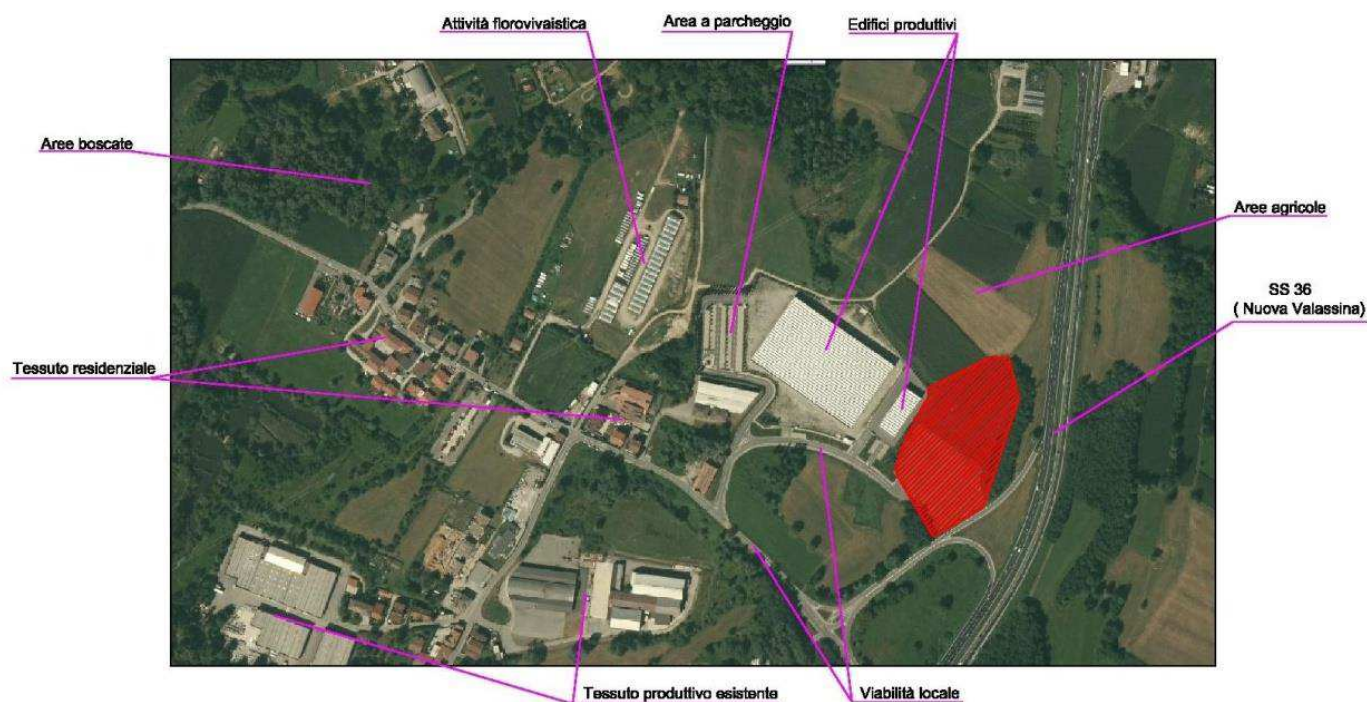 Attività florovivaistica
Area a parcheggio
Edifici produttivi
Aree boscate
Aree agricole
SS 36
( Nuova Valassina)
Tessuto residenziale
Tessuto produttivo esistente
Viabilità locale